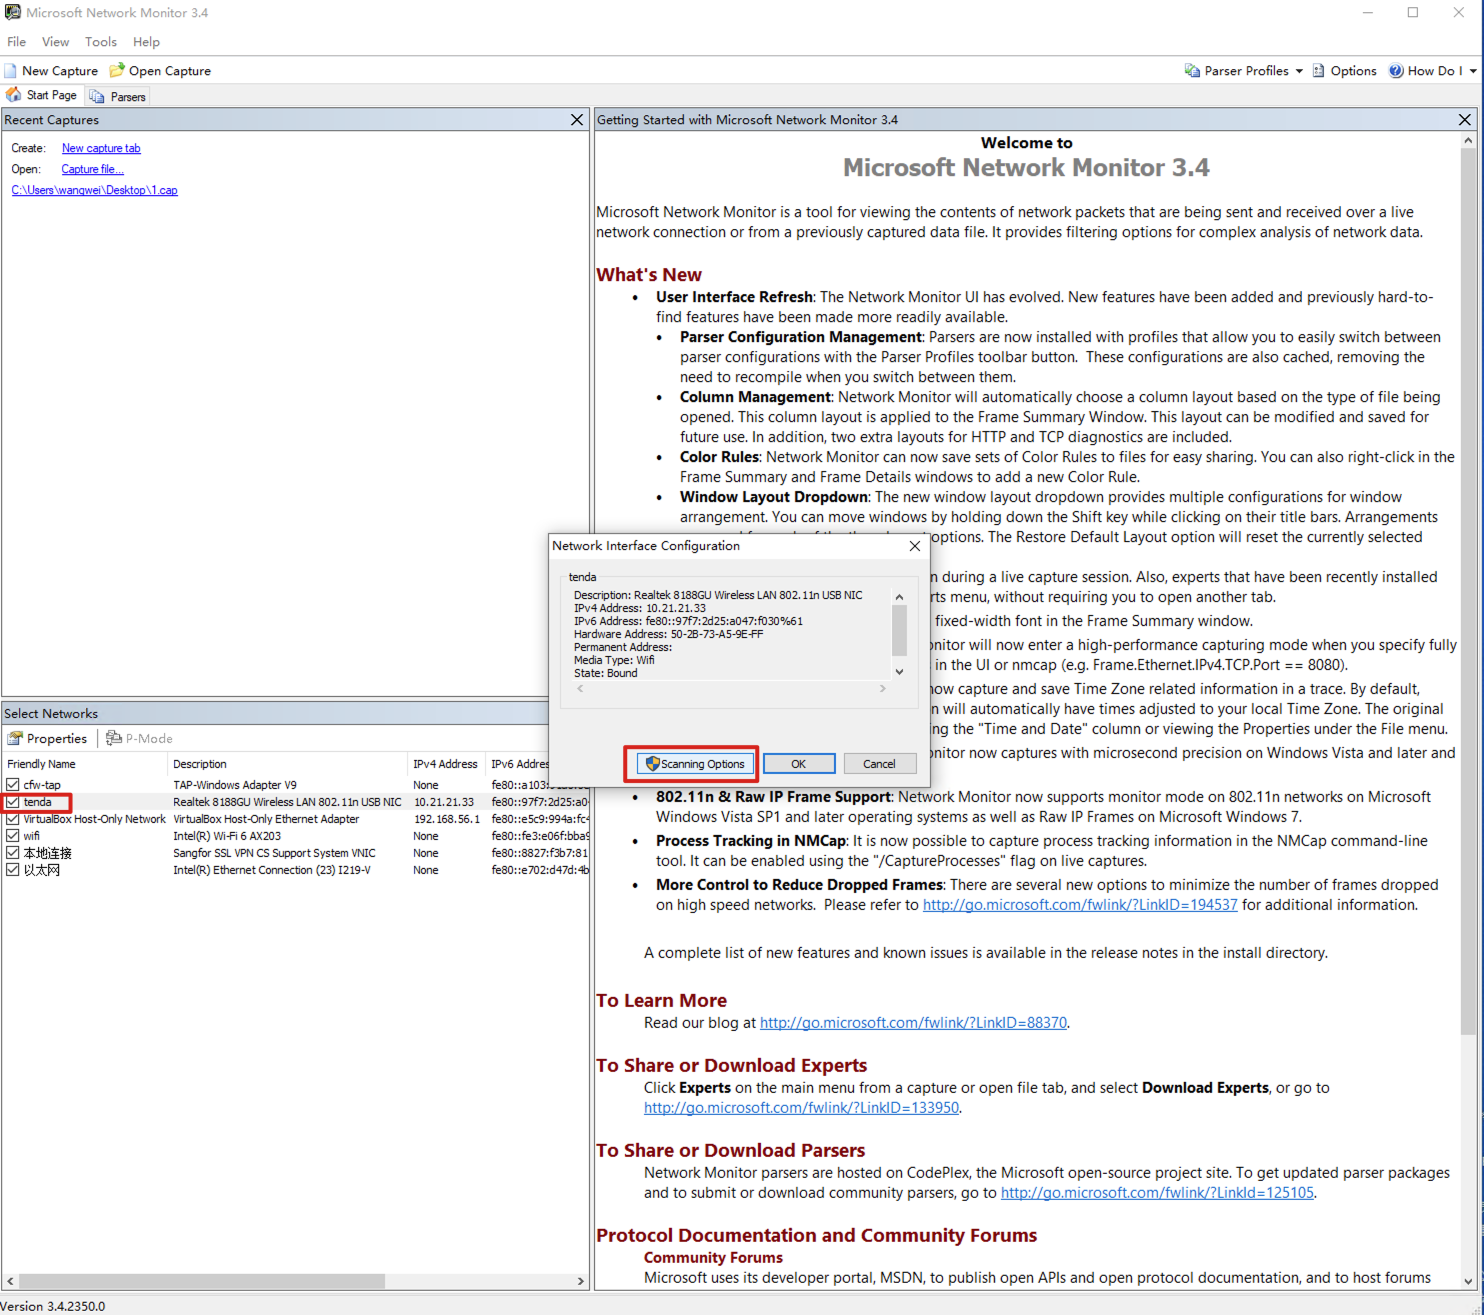 Microsoft Network Monitor 3.4
File View Tools Help
New Capture Open Capture
Parser Profiles Options How Do I
Start Page Parsers
Recent Captures
Create: New capture tab
Open: Capture file...
C:\Users\wangwei\Desktop\1.cap
Select Networks
Properties P-Mode
Friendly Name Description IPv4 Address IPv6 Addres
cfw-tap TAP-Windows Adapter V9 None
tenda Realtek 8188GU Wireless LAN 802.11n USB NIC 10.21.21.33 fe80::97f7:2d25:a0
VirtualBox Host-Only Network VirtualBox Host-Only Ethernet Adapter 192.168.56.1 fe80::e5c9:994a:fc
wifi Intel(R) Wi-Fi 6 AX203 None fe80::fe3:e06f:bba9
本地连接 Sangfor SSL VPN CS Support System VNIC None fe80::8827:f3b7:81
以太网 Intel(R) Ethernet Connection (23) I219-V None fe80::e702:d47d:4b
Getting Started with Microsoft Network Monitor 3.4
Welcome to
Microsoft Network Monitor 3.4
Microsoft Network Monitor is a tool for viewing the contents of network packets that are being sent and received over a live
network connection or from a previously captured data file. It provides filtering options for complex analysis of network data.
What's New
• User Interface Refresh: The Network Monitor UI has evolved. New features have been added and previously hard-to-
find features have been made more readily available.
• Parser Configuration Management: Parsers are now installed with profiles that allow you to easily switch between
parser configurations with the Parser Profiles toolbar button. These configurations are also cached, removing the
need to recompile when you switch between them.
• Column Management: Network Monitor will automatically choose a column layout based on the type of file being
opened. This column layout is applied to the Frame Summary Window. This layout can be modified and saved for
future use. In addition, two extra layouts for HTTP and TCP diagnostics are included.
• Color Rules: Network Monitor can now save sets of Color Rules to files for easy sharing. You can also right-click in the
Frame Summary and Frame Details windows to add a new Color Rule.
• Window Layout Dropdown: The new window layout dropdown provides multiple configurations for window
arrangement. You can move windows by holding down the Shift key while clicking on their title bars. Arrangements
options. The Restore Default Layout option will reset the currently selected
n during a live capture session. Also, experts that have been recently installed
rts menu, without requiring you to open another tab.
fixed-width font in the Frame Summary window.
onitor will now enter a high-performance capturing mode when you specify fully
in the UI or nmcap (e.g. Frame.Ethernet.IPv4.TCP.Port == 8080).
now capture and save Time Zone related information in a trace. By default,
n will automatically have times adjusted to your local Time Zone. The original
ing the "Time and Date" column or viewing the Properties under the File menu.
onitor now captures with microsecond precision on Windows Vista and later and
• 802.11n & Raw IP Frame Support: Network Monitor now supports monitor mode on 802.11n networks on Microsoft
Windows Vista SP1 and later operating systems as well as Raw IP Frames on Microsoft Windows 7.
• Process Tracking in NMCap: It is now possible to capture process tracking information in the NMCap command-line
tool. It can be enabled using the "/CaptureProcesses" flag on live captures.
• More Control to Reduce Dropped Frames: There are several new options to minimize the number of frames dropped
on high speed networks. Please refer to http://go.microsoft.com/fwlink/?LinkID=194537 for additional information.
A complete list of new features and known issues is available in the release notes in the install directory.
To Learn More
Read our blog at http://go.microsoft.com/fwlink/?LinkID=88370.
To Share or Download Experts
Click Experts on the main menu from a capture or open file tab, and select Download Experts, or go to
http://go.microsoft.com/fwlink/?LinkID=133950.
To Share or Download Parsers
Network Monitor parsers are hosted on CodePlex, the Microsoft open-source project site. To get updated parser packages
and to submit or download community parsers, go to http://go.microsoft.com/fwlink/?LinkId=125105.
Protocol Documentation and Community Forums
Community Forums
Microsoft uses its developer portal, MSDN, to publish open APIs and open protocol documentation, and to host forums
Network Interface Configuration
tenda
Description: Realtek 8188GU Wireless LAN 802.11n USB NIC
IPv4 Address: 10.21.21.33
IPv6 Address: fe80::97f7:2d25:a047:f030%61
Hardware Address: 50-2B-73-A5-9E-FF
Permanent Address:
Media Type: Wifi
State: Bound
Scanning Options OK Cancel
Version 3.4.2350.0